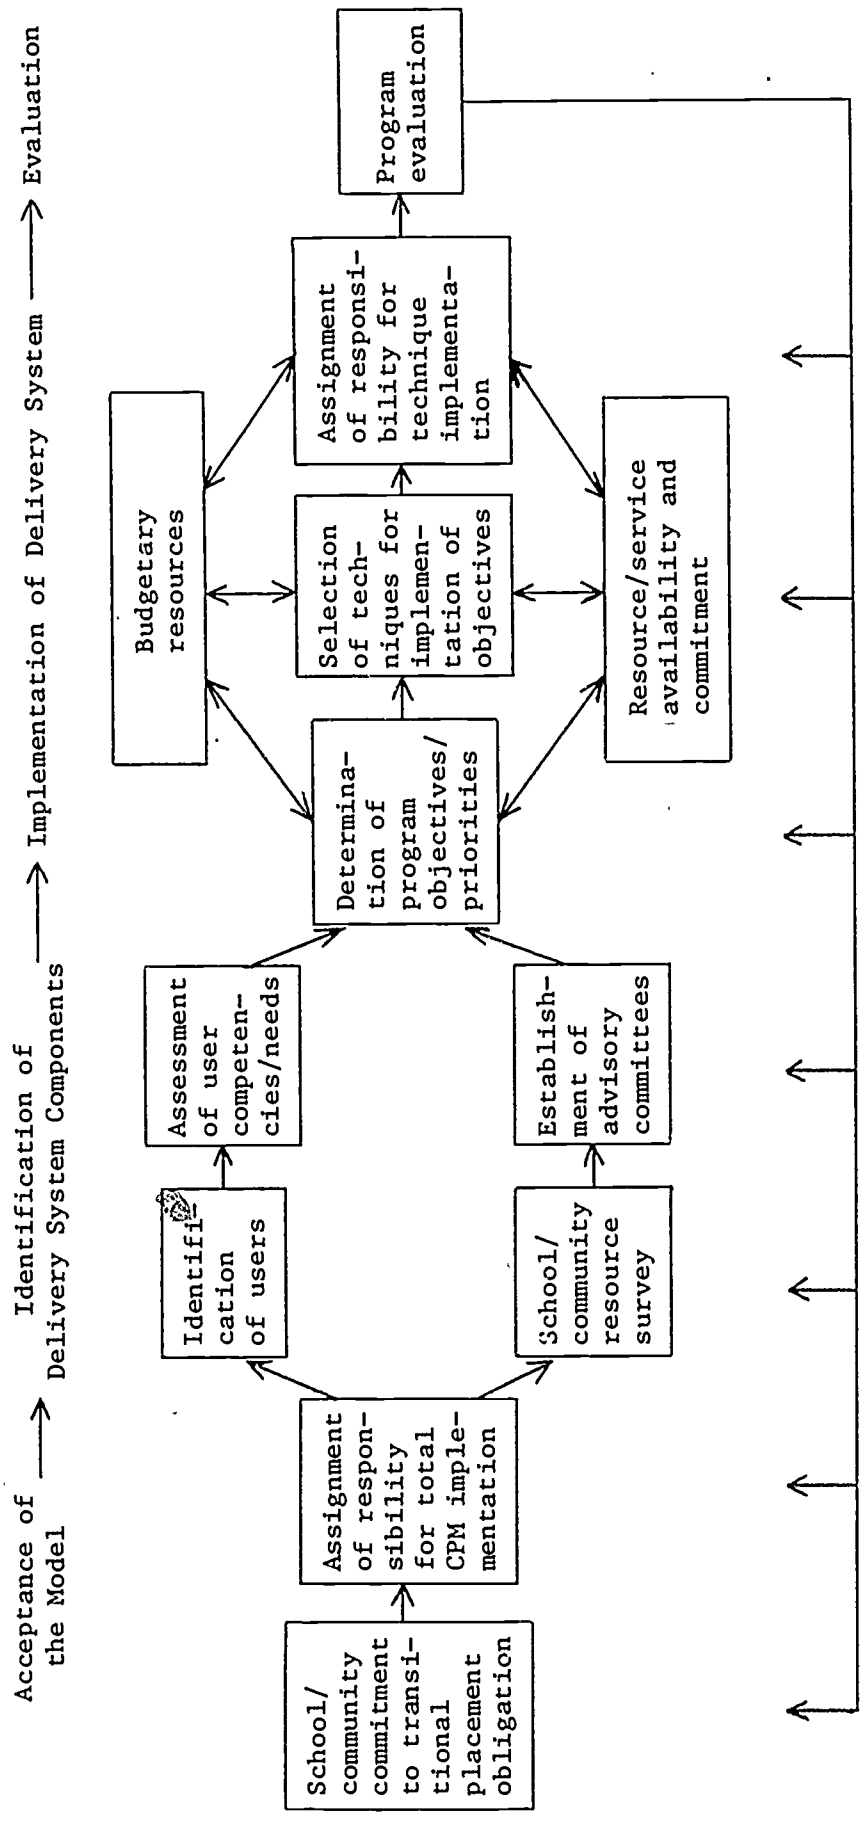 Acceptance of
the Model
Identification of
Delivery System Components
Implementation of Delivery System
Evaluation
School/
community
commitment
to transi-
tional
placement
obligation
Assignment
of respon-
sibility
for total
CPM imple-
mentation
Identifi-
cation
of users
School/
community
resource
survey
Assessment
of user
competen-
cies/needs
Establish-
ment of
advisory
committees
Determina-
tion of
program
objectives/
priorities
Budgetary
resources
Selection
of tech-
niques for
implemen-
tation of
objectives
Resource/service
availability and
commitment
Assignment
of responsi-
bility for
technique
implementa-
tion
Program
evaluation